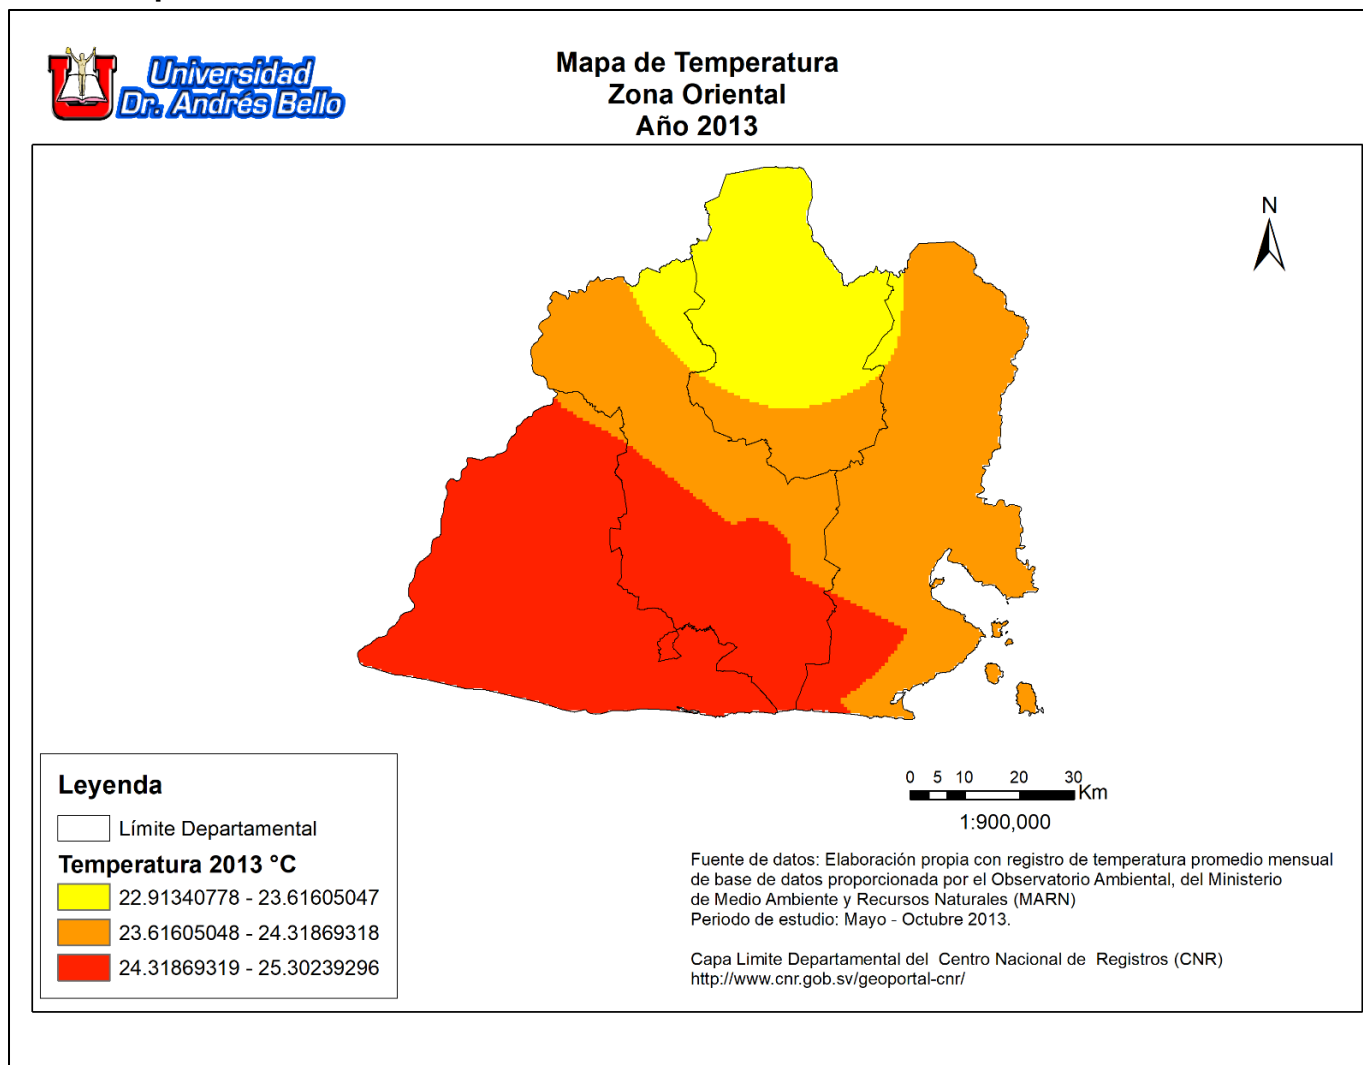 Universidad
Dr. Andrés Bello
Mapa de Temperatura
Zona Oriental
Año 2013
N
Leyenda
Límite Departamental
Temperatura 2013 °C
22.91340778 - 23.61605047
23.61605048 - 24.31869318
24.31869319 - 25.30239296
0 5 10 20 30
Km
1:900,000
Fuente de datos: Elaboración propia con registro de temperatura promedio mensual
de base de datos proporcionada por el Observatorio Ambiental, del Ministerio
de Medio Ambiente y Recursos Naturales (MARN)
Periodo de estudio: Mayo - Octubre 2013.
Capa Limite Departamental del Centro Nacional de Registros (CNR)
http://www.cnr.gob.sv/geoportal-cnr/